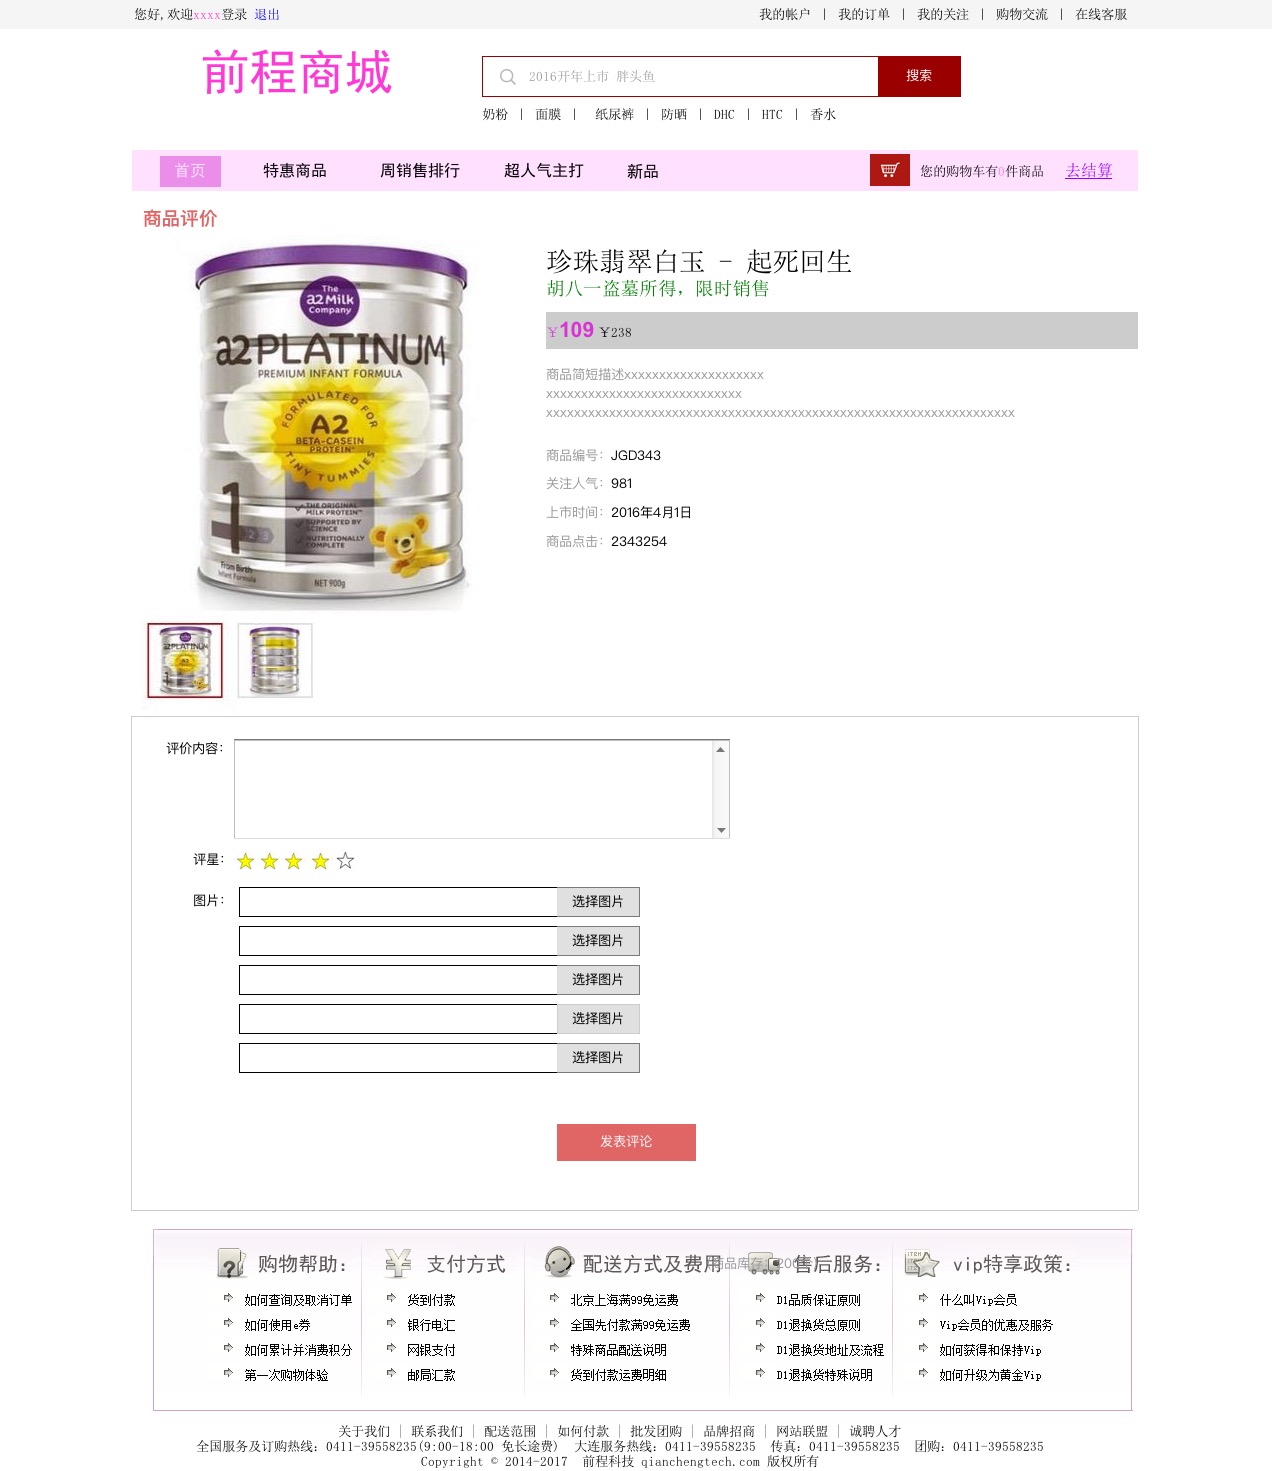 您好,欢迎xxxx登录 退出
我的帐户 | 我的订单 | 我的关注 | 购物交流 | 在线客服
前程商城
2016开年上市 胖头鱼 搜索
奶粉 | 面膜 | 纸尿裤 | 防晒 | DHC | HTC | 香水
首页 特惠商品 周销售排行 超人气主打 新品 您的购物车有0件商品 去结算
商品评价
The
a2 Milk
Company
a2 PLATINUM
PREMIUM INFANT FORMULA
FORMULATED FOR
A2
BETA-CASEIN
PROTEIN*
TINY TUMMIES
1
THE ORIGINAL
MILK PROTEIN™
SUPPORTED BY
SCIENCE
NUTRITIONALLY
COMPLETE
From Birth
Infant Formula
NET 900g
珍珠翡翠白玉 - 起死回生
胡八一盗墓所得, 限时销售
¥109 ¥238
商品简短描述xxxxxxxxxxxxxxxxxxxx
xxxxxxxxxxxxxxxxxxxxxxxxxxxx
xxxxxxxxxxxxxxxxxxxxxxxxxxxxxxxxxxxxxxxxxxxxxxxxxxxxxxxxxxxxxxxxxxx
商品编号: JGD343
关注人气: 981
上市时间: 2016年4月1日
商品点击: 2343254
评价内容:
评星:
图片: 选择图片
选择图片
选择图片
选择图片
选择图片
发表评论
购物帮助: 支付方式 配送方式及费用 售后服务: vip特享政策:
如何查询及取消订单 货到付款 北京上海满99免运费 D1品质保证原则 什么叫Vip会员
如何使用e券 银行电汇 全国先付款满99免运费 D1退换货总原则 Vip会员的优惠及服务
如何累计并消费积分 网银支付 特殊商品配送说明 D1退换货地址及流程 如何获得和保持Vip
第一次购物体验 邮局汇款 货到付款运费明细 D1退换货特殊说明 如何升级为黄金Vip
关于我们 | 联系我们 | 配送范围 | 如何付款 | 批发团购 | 品牌招商 | 网站联盟 | 诚聘人才
全国服务及订购热线: 0411-39558235(9:00-18:00 免长途费) 大连服务热线: 0411-39558235 传真: 0411-39558235 团购: 0411-39558235
Copyright © 2014-2017 前程科技 qianchengtech.com 版权所有